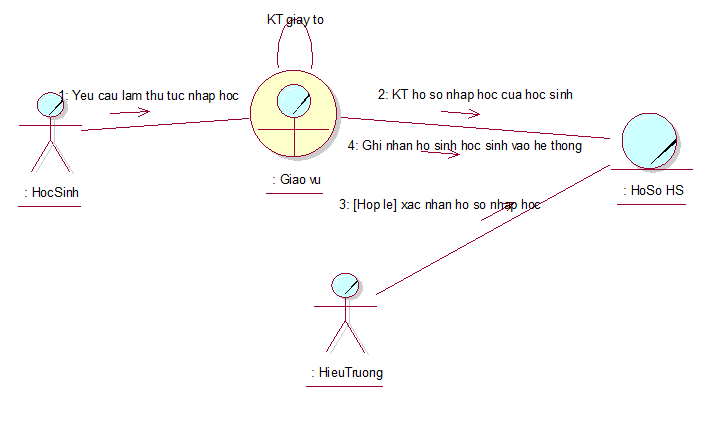 KT giay to
1: Yeu cau lam thu tuc nhap hoc
2: KT ho so nhap hoc cua hoc sinh
4: Ghi nhan ho sinh hoc sinh vao he thong
: Giao vu
: HocSinh
: HoSo HS
3: [Hop le] xac nhan ho so nhap hoc
: HieuTruong